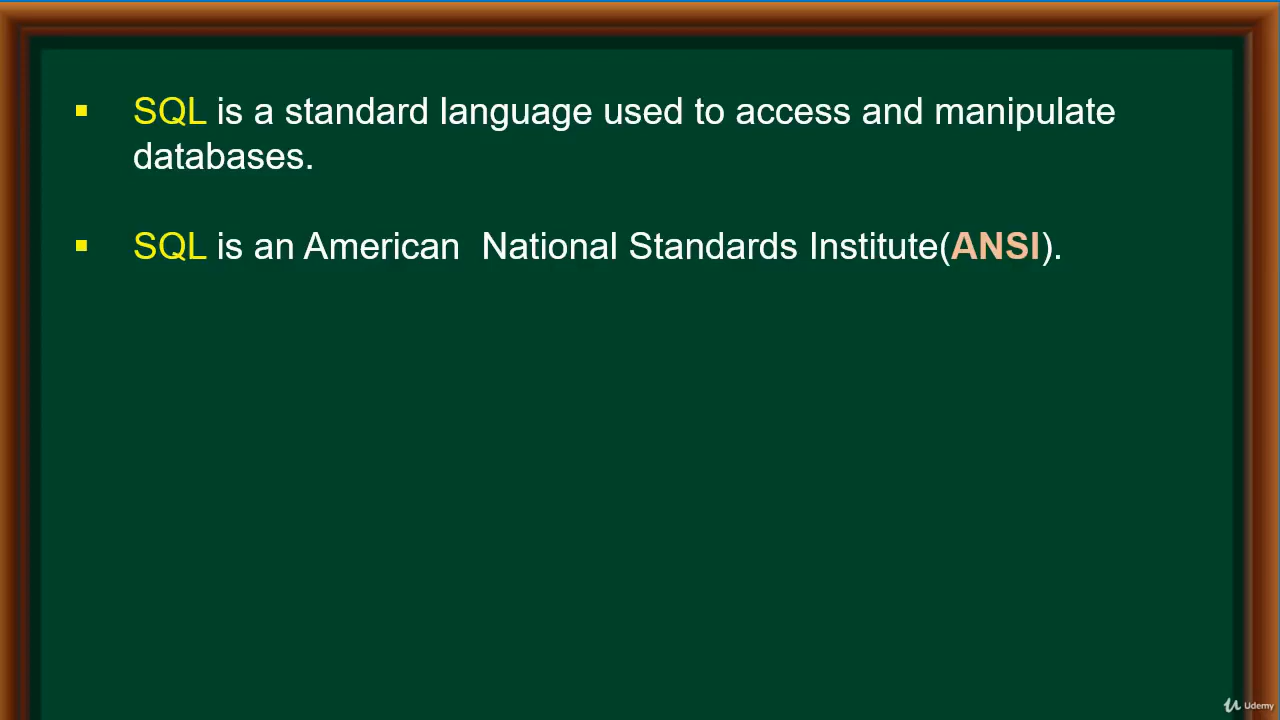 ▪ SQL is a standard language used to access and manipulate
databases.
▪ SQL is an American  National Standards Institute(ANSI).
Udemy